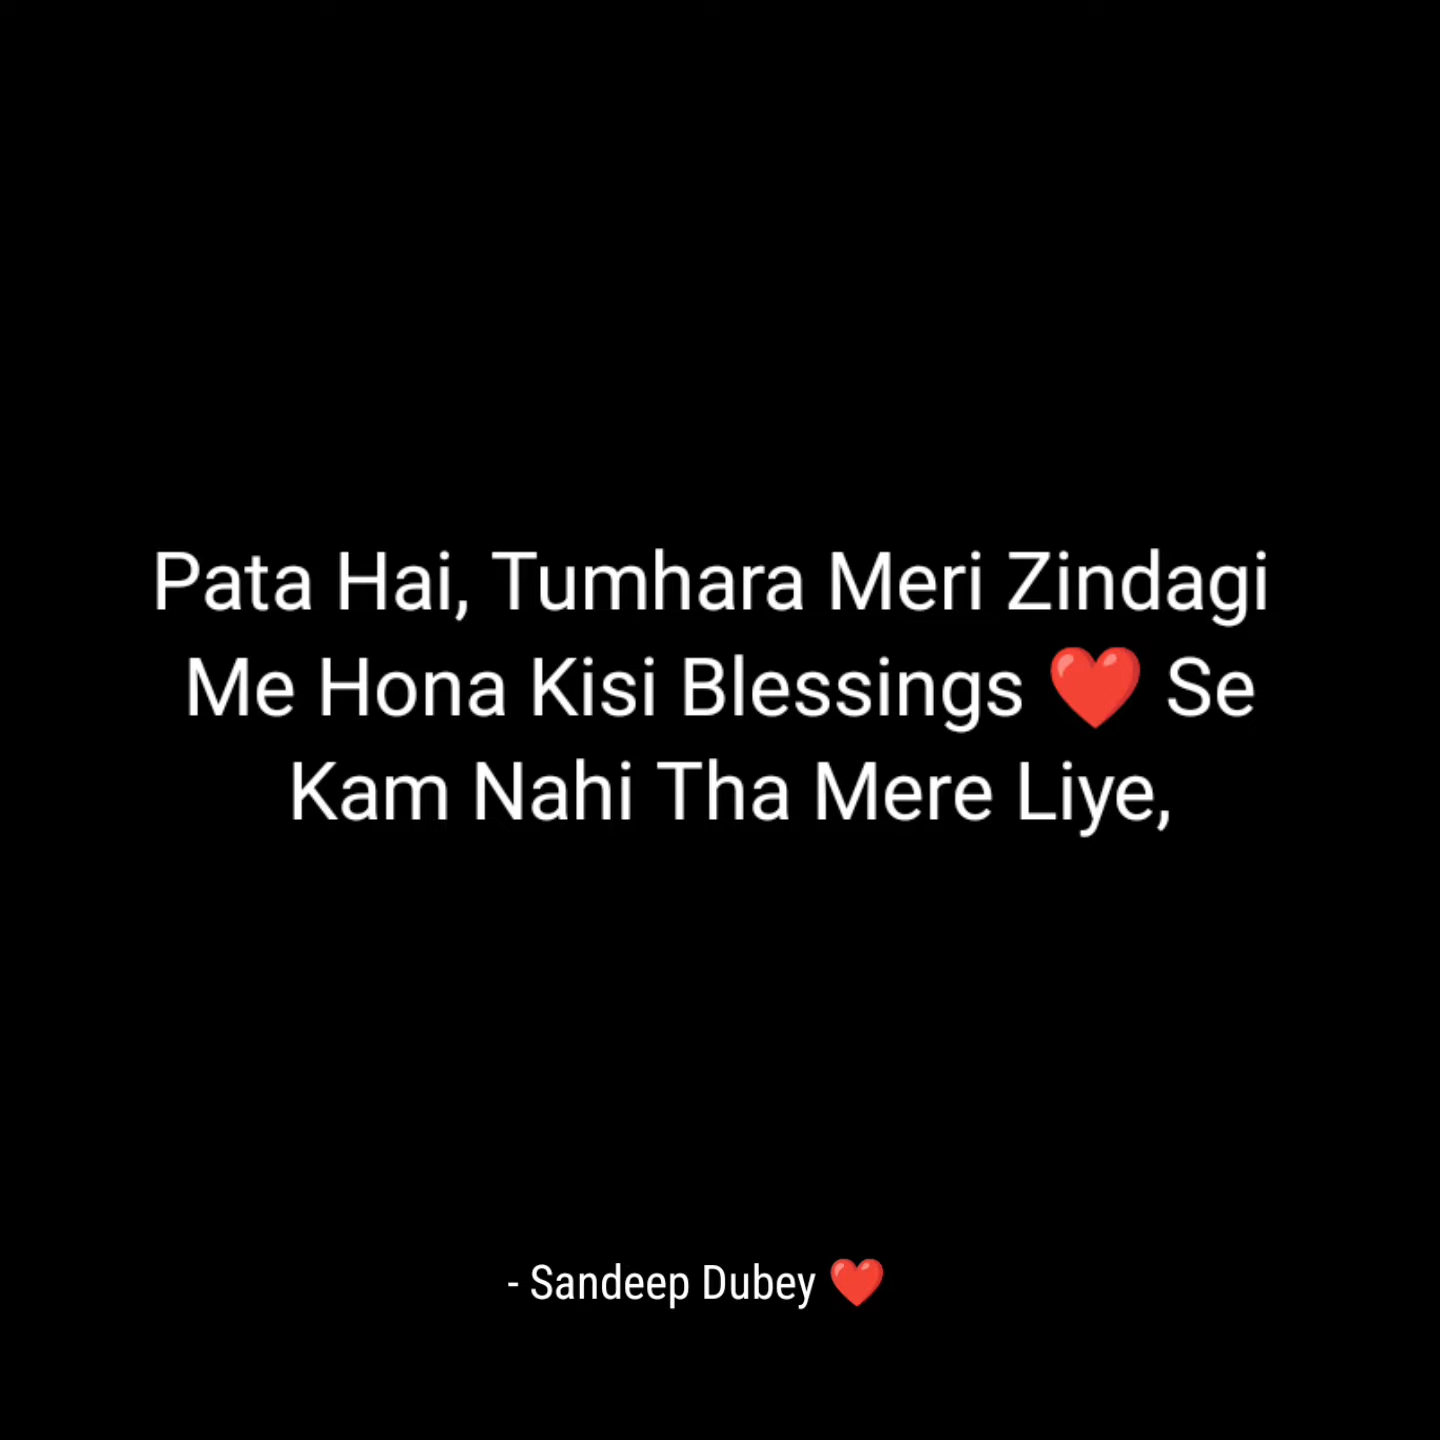 Pata Hai, Tumhara Meri Zindagi
Me Hona Kisi Blessings ❤️ Se
Kam Nahi Tha Mere Liye,
- Sandeep Dubey ❤️